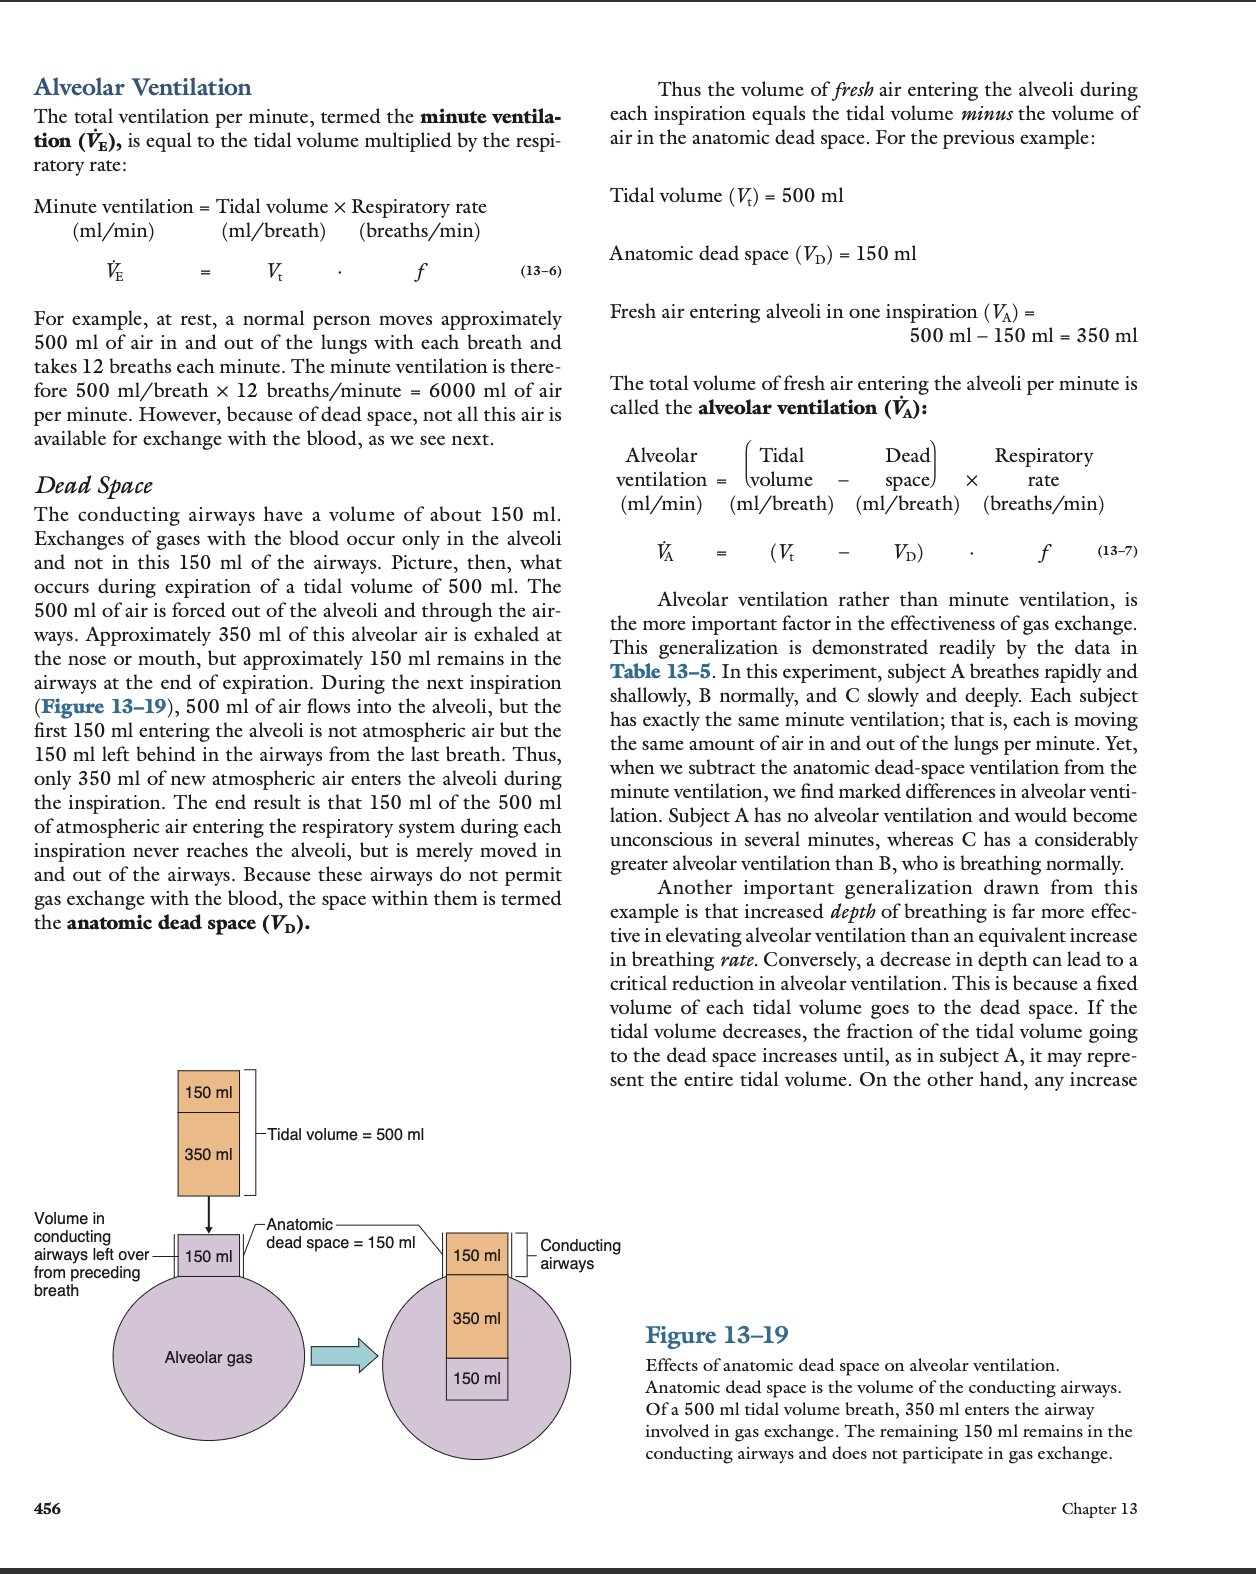 Alveolar Ventilation
The total ventilation per minute, termed the minute ventila-
tion (V̇E), is equal to the tidal volume multiplied by the respi-
ratory rate:
Minute ventilation = Tidal volume × Respiratory rate
(ml/min) (ml/breath) (breaths/min)
V̇E = Vt · f (13–6)
For example, at rest, a normal person moves approximately
500 ml of air in and out of the lungs with each breath and
takes 12 breaths each minute. The minute ventilation is there-
fore 500 ml/breath × 12 breaths/minute = 6000 ml of air
per minute. However, because of dead space, not all this air is
available for exchange with the blood, as we see next.
Dead Space
The conducting airways have a volume of about 150 ml.
Exchanges of gases with the blood occur only in the alveoli
and not in this 150 ml of the airways. Picture, then, what
occurs during expiration of a tidal volume of 500 ml. The
500 ml of air is forced out of the alveoli and through the air-
ways. Approximately 350 ml of this alveolar air is exhaled at
the nose or mouth, but approximately 150 ml remains in the
airways at the end of expiration. During the next inspiration
(Figure 13–19), 500 ml of air flows into the alveoli, but the
first 150 ml entering the alveoli is not atmospheric air but the
150 ml left behind in the airways from the last breath. Thus,
only 350 ml of new atmospheric air enters the alveoli during
the inspiration. The end result is that 150 ml of the 500 ml
of atmospheric air entering the respiratory system during each
inspiration never reaches the alveoli, but is merely moved in
and out of the airways. Because these airways do not permit
gas exchange with the blood, the space within them is termed
the anatomic dead space (VD).
Thus the volume of fresh air entering the alveoli during
each inspiration equals the tidal volume minus the volume of
air in the anatomic dead space. For the previous example:
Tidal volume (Vt) = 500 ml
Anatomic dead space (VD) = 150 ml
Fresh air entering alveoli in one inspiration (VA) =
500 ml – 150 ml = 350 ml
The total volume of fresh air entering the alveoli per minute is
called the alveolar ventilation (V̇A):
Alveolar (Tidal Dead) Respiratory
ventilation = volume – space × rate
(ml/min) (ml/breath) (ml/breath) (breaths/min)
V̇A = (Vt – VD) · f (13–7)
Alveolar ventilation rather than minute ventilation, is
the more important factor in the effectiveness of gas exchange.
This generalization is demonstrated readily by the data in
Table 13–5. In this experiment, subject A breathes rapidly and
shallowly, B normally, and C slowly and deeply. Each subject
has exactly the same minute ventilation; that is, each is moving
the same amount of air in and out of the lungs per minute. Yet,
when we subtract the anatomic dead-space ventilation from the
minute ventilation, we find marked differences in alveolar venti-
lation. Subject A has no alveolar ventilation and would become
unconscious in several minutes, whereas C has a considerably
greater alveolar ventilation than B, who is breathing normally.
Another important generalization drawn from this
example is that increased depth of breathing is far more effec-
tive in elevating alveolar ventilation than an equivalent increase
in breathing rate. Conversely, a decrease in depth can lead to a
critical reduction in alveolar ventilation. This is because a fixed
volume of each tidal volume goes to the dead space. If the
tidal volume decreases, the fraction of the tidal volume going
to the dead space increases until, as in subject A, it may repre-
sent the entire tidal volume. On the other hand, any increase
150 ml
350 ml
Tidal volume = 500 ml
Volume in
conducting
airways left over
from preceding
breath
150 ml
Anatomic
dead space = 150 ml
Alveolar gas
150 ml
350 ml
150 ml
Conducting
airways
Figure 13–19
Effects of anatomic dead space on alveolar ventilation.
Anatomic dead space is the volume of the conducting airways.
Of a 500 ml tidal volume breath, 350 ml enters the airway
involved in gas exchange. The remaining 150 ml remains in the
conducting airways and does not participate in gas exchange.
456
Chapter 13